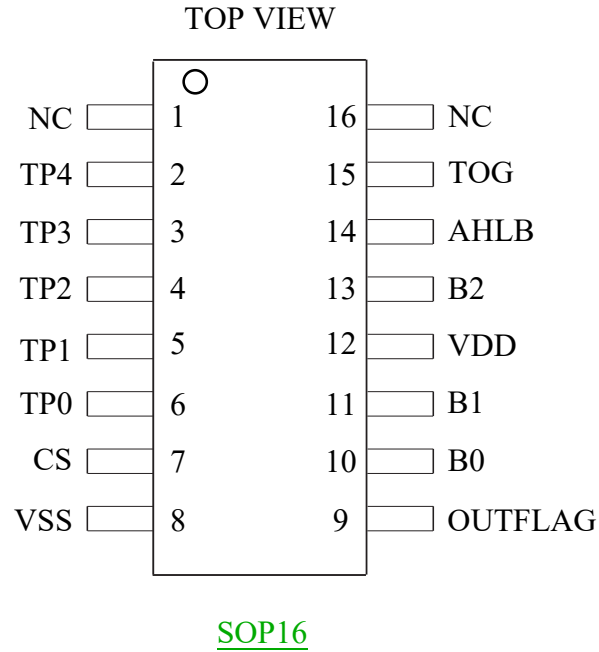 TOP VIEW
NC 1 16 NC
TP4 2 15 TOG
TP3 3 14 AHLB
TP2 4 13 B2
TP1 5 12 VDD
TP0 6 11 B1
CS 7 10 B0
VSS 8 9 OUTFLAG
SOP16